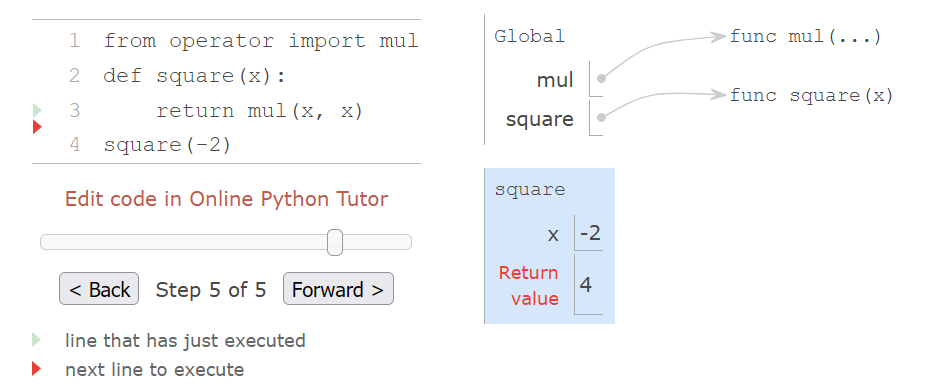 1 from operator import mul
2 def square(x):
3     return mul(x, x)
4 square(-2)
Edit code in Online Python Tutor
< Back Step 5 of 5 Forward >
line that has just executed
next line to execute
Global
mul
square
func mul(...)
func square(x)
square
x -2
Return
value 4